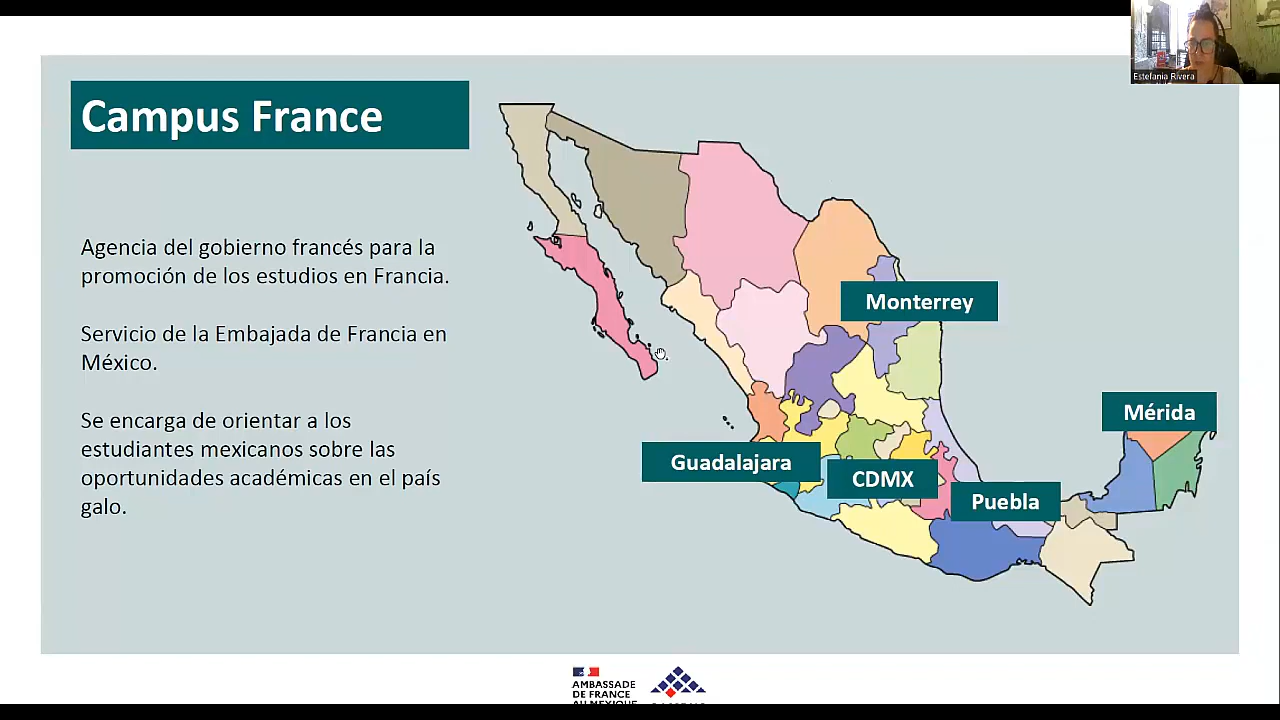 Estefania Rivera
Campus France
Agencia del gobierno francés para la
promoción de los estudios en Francia.
Servicio de la Embajada de Francia en
México.
Se encarga de orientar a los
estudiantes mexicanos sobre las
oportunidades académicas en el país
galo.
Monterrey
Mérida
Guadalajara
CDMX
Puebla
AMBASSADE
DE FRANCE
AU MEXIQUE